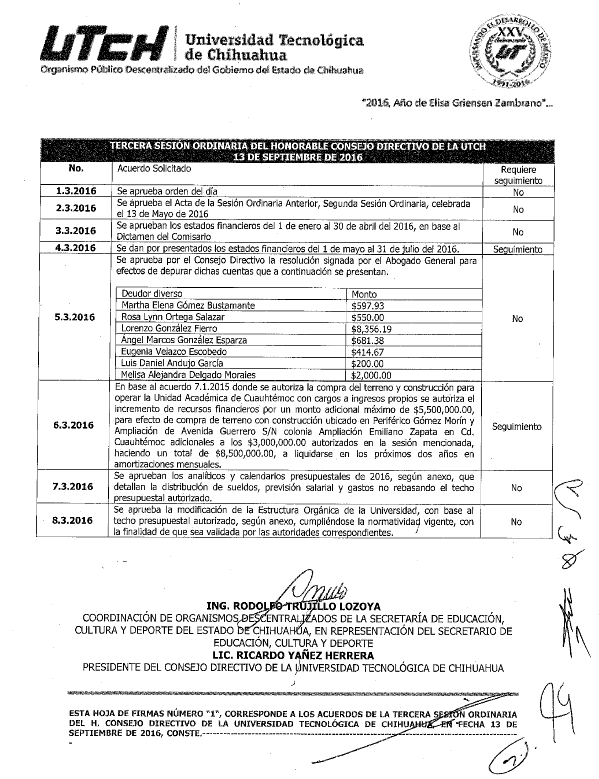 UTCH
Universidad Tecnológica
de Chihuahua
Organismo Público Descentralizado del Gobierno del Estado de Chihuahua
IMPULSANDO EL DESARROLLO DE MÉXICO
XXV
Aniversario
UT
1991-2016
"2016, Año de Elisa Griensen Zambrano"...
TERCERA SESIÓN ORDINARIA DEL HONORABLE CONSEJO DIRECTIVO DE LA UTCH
13 DE SEPTIEMBRE DE 2016
No. Acuerdo Solicitado Requiere
seguimiento
1.3.2016 Se aprueba orden del día No
2.3.2016 Se aprueba el Acta de la Sesión Ordinaria Anterior, Segunda Sesión Ordinaria, celebrada
el 13 de Mayo de 2016 No
3.3.2016 Se aprueban los estados financieros del 1 de enero al 30 de abril del 2016, en base al
Dictamen del Comisario No
4.3.2016 Se dan por presentados los estados financieros del 1 de mayo al 31 de julio del 2016. Seguimiento
Se aprueba por el Consejo Directivo la resolución signada por el Abogado General para
efectos de depurar dichas cuentas que a continuación se presentan.
Deudor diverso Monto
Martha Elena Gómez Bustamante $597.93
Rosa Lynn Ortega Salazar $550.00
5.3.2016 Lorenzo González Fierro $8,356.19 No
Ángel Marcos González Esparza $681.38
Eugenia Velazco Escobedo $414.67
Luis Daniel Andujo García $200.00
Melisa Alejandra Delgado Morales $2,000.00
En base al acuerdo 7.1.2015 donde se autoriza la compra del terreno y construcción para
operar la Unidad Académica de Cuauhtémoc con cargos a ingresos propios se autoriza el
incremento de recursos financieros por un monto adicional máximo de $5,500,000.00,
6.3.2016 para efecto de compra de terreno con construcción ubicado en Periférico Gómez Morín y Seguimiento
Ampliación de Avenida Guerrero S/N colonia Ampliación Emiliano Zapata en Cd.
Cuauhtémoc adicionales a los $3,000,000.00 autorizados en la sesión mencionada,
haciendo un total de $8,500,000.00, a liquidarse en los próximos dos años en
amortizaciones mensuales.
7.3.2016 Se aprueban los analíticos y calendarios presupuestales de 2016, según anexo, que
detallan la distribución de sueldos, previsión salarial y gastos no rebasando el techo No
presupuestal autorizado.
8.3.2016 Se aprueba la modificación de la Estructura Orgánica de la Universidad, con base al
techo presupuestal autorizado, según anexo, cumpliéndose la normatividad vigente, con No
la finalidad de que sea validada por las autoridades correspondientes.
ING. RODOLFO TRUJILLO LOZOYA
COORDINACIÓN DE ORGANISMOS DESCENTRALIZADOS DE LA SECRETARÍA DE EDUCACIÓN,
CULTURA Y DEPORTE DEL ESTADO DE CHIHUAHUA, EN REPRESENTACIÓN DEL SECRETARIO DE
EDUCACIÓN, CULTURA Y DEPORTE
LIC. RICARDO YAÑEZ HERRERA
PRESIDENTE DEL CONSEJO DIRECTIVO DE LA UNIVERSIDAD TECNOLÓGICA DE CHIHUAHUA
ESTA HOJA DE FIRMAS NÚMERO "1", CORRESPONDE A LOS ACUERDOS DE LA TERCERA SESIÓN ORDINARIA
DEL H. CONSEJO DIRECTIVO DE LA UNIVERSIDAD TECNOLÓGICA DE CHIHUAHUA, EN FECHA 13 DE
SEPTIEMBRE DE 2016, CONSTE.